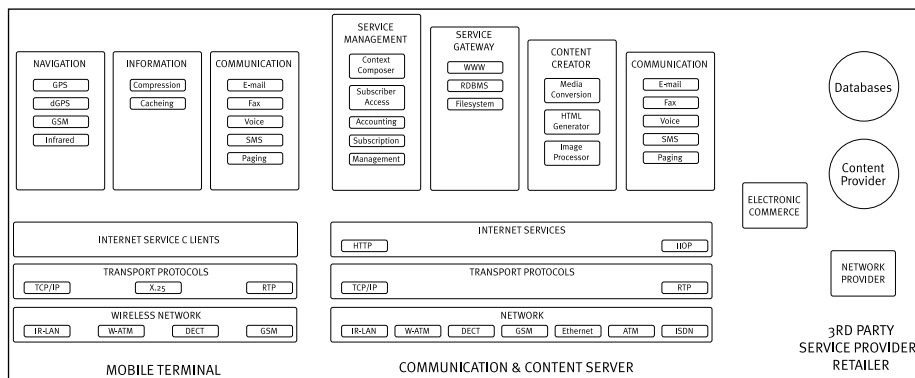 NAVIGATION
GPS
dGPS
GSM
Infrared
INFORMATION
Compression
Cacheing
COMMUNICATION
E-mail
Fax
Voice
SMS
Paging
INTERNET SERVICE C LIENTS
TRANSPORT PROTOCOLS
TCP/IP
X.25
RTP
WIRELESS NETWORK
IR-LAN
W-ATM
DECT
GSM
MOBILE TERMINAL
SERVICE
MANAGEMENT
Context
Composer
Subscriber
Access
Accounting
Subscription
Management
SERVICE
GATEWAY
WWW
RDBMS
Filesystem
CONTENT
CREATOR
Media
Conversion
HTML
Generator
Image
Processor
COMMUNICATION
E-mail
Fax
Voice
SMS
Paging
INTERNET SERVICES
HTTP
IIOP
TRANSPORT PROTOCOLS
TCP/IP
RTP
NETWORK
IR-LAN
W-ATM
DECT
GSM
Ethernet
ATM
ISDN
COMMUNICATION & CONTENT SERVER
ELECTRONIC
COMMERCE
Databases
Content
Provider
NETWORK
PROVIDER
3RD PARTY
SERVICE PROVIDER
RETAILER